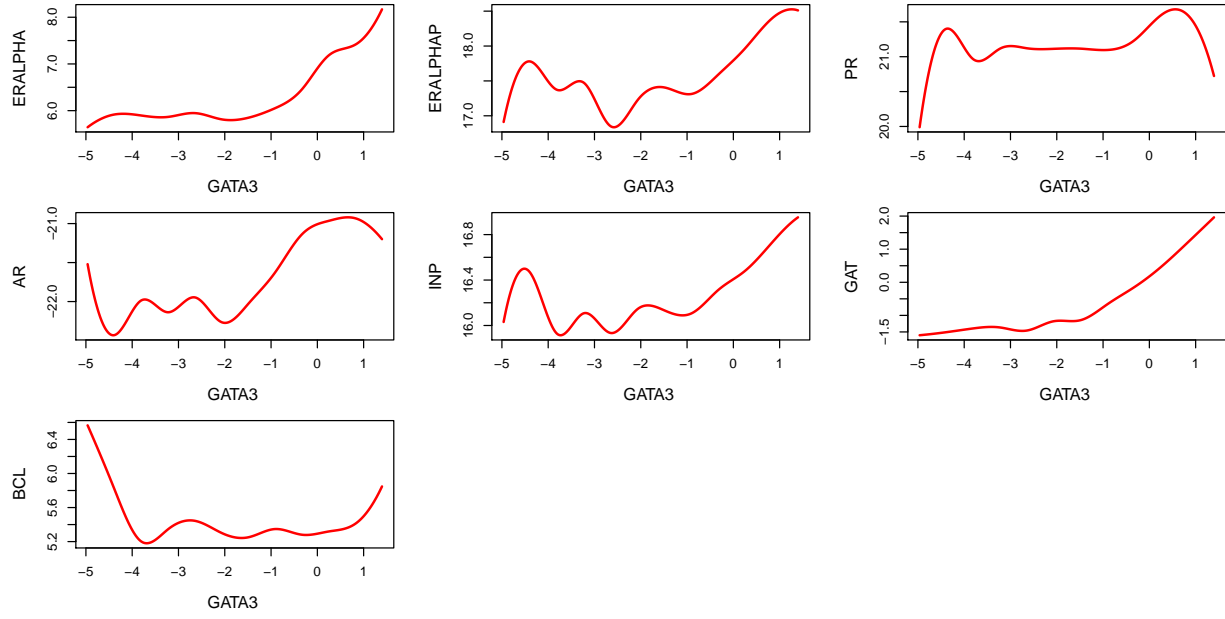 ERALPHA
6.0 7.0 8.0
−5 −4 −3 −2 −1 0 1
GATA3
ERALPHAP
17.0 18.0
−5 −4 −3 −2 −1 0 1
GATA3
PR
20.0 21.0
−5 −4 −3 −2 −1 0 1
GATA3
AR
−22.0 −21.0
−5 −4 −3 −2 −1 0 1
GATA3
INP
16.0 16.4 16.8
−5 −4 −3 −2 −1 0 1
GATA3
GAT
−1.5 0.0 1.0 2.0
−5 −4 −3 −2 −1 0 1
GATA3
BCL
5.2 5.6 6.0 6.4
−5 −4 −3 −2 −1 0 1
GATA3